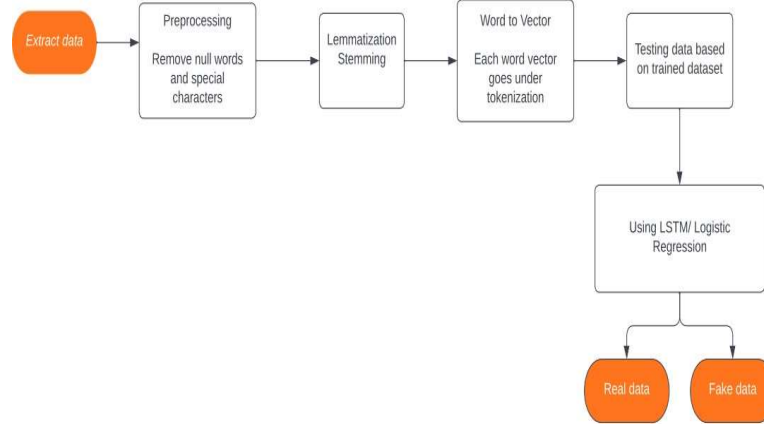 Extract data
Preprocessing
Remove null words
and special
characters
Lemmatization
Stemming
Word to Vector
Each word vector
goes under
tokenization
Testing data based
on trained dataset
Using LSTM/ Logistic
Regression
Real data
Fake data